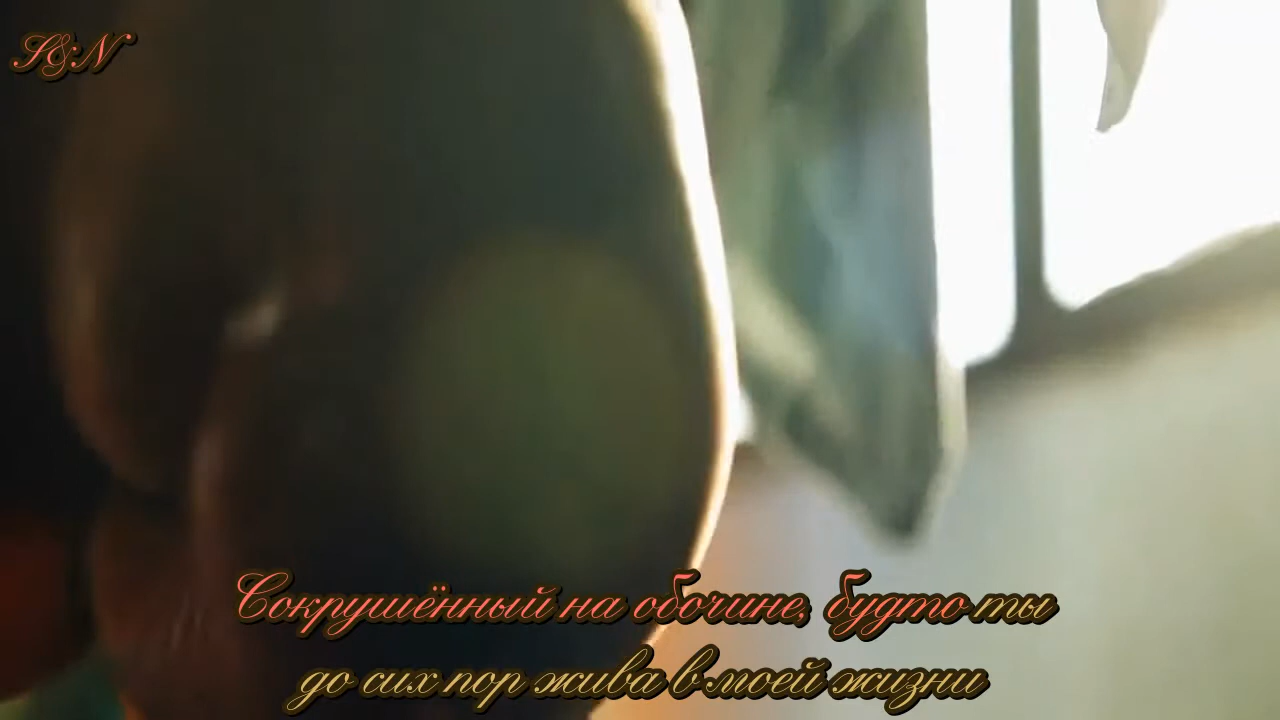 S&N
Сокрушённый на обочине, будто ты
до сих пор жива в моей жизни